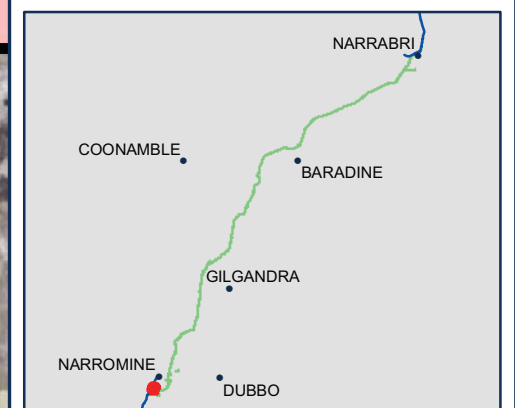 NARRABRI
COONAMBLE
BARADINE
GILGANDRA
NARROMINE
DUBBO